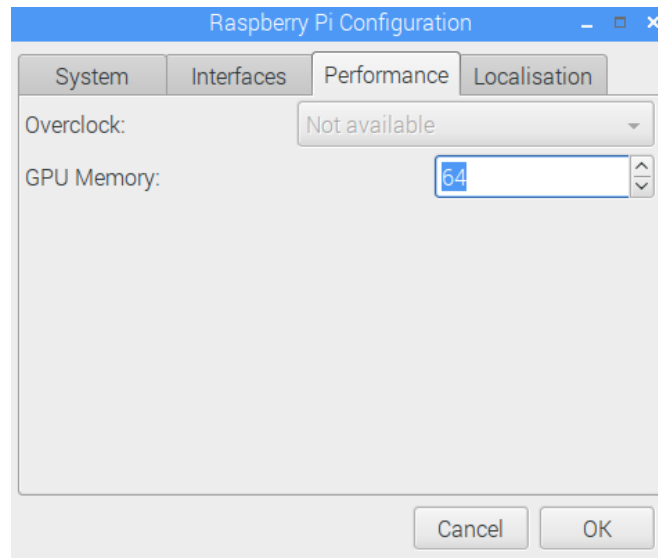 Raspberry Pi Configuration
System Interfaces Performance Localisation
Overclock: Not available
GPU Memory: 64
Cancel OK